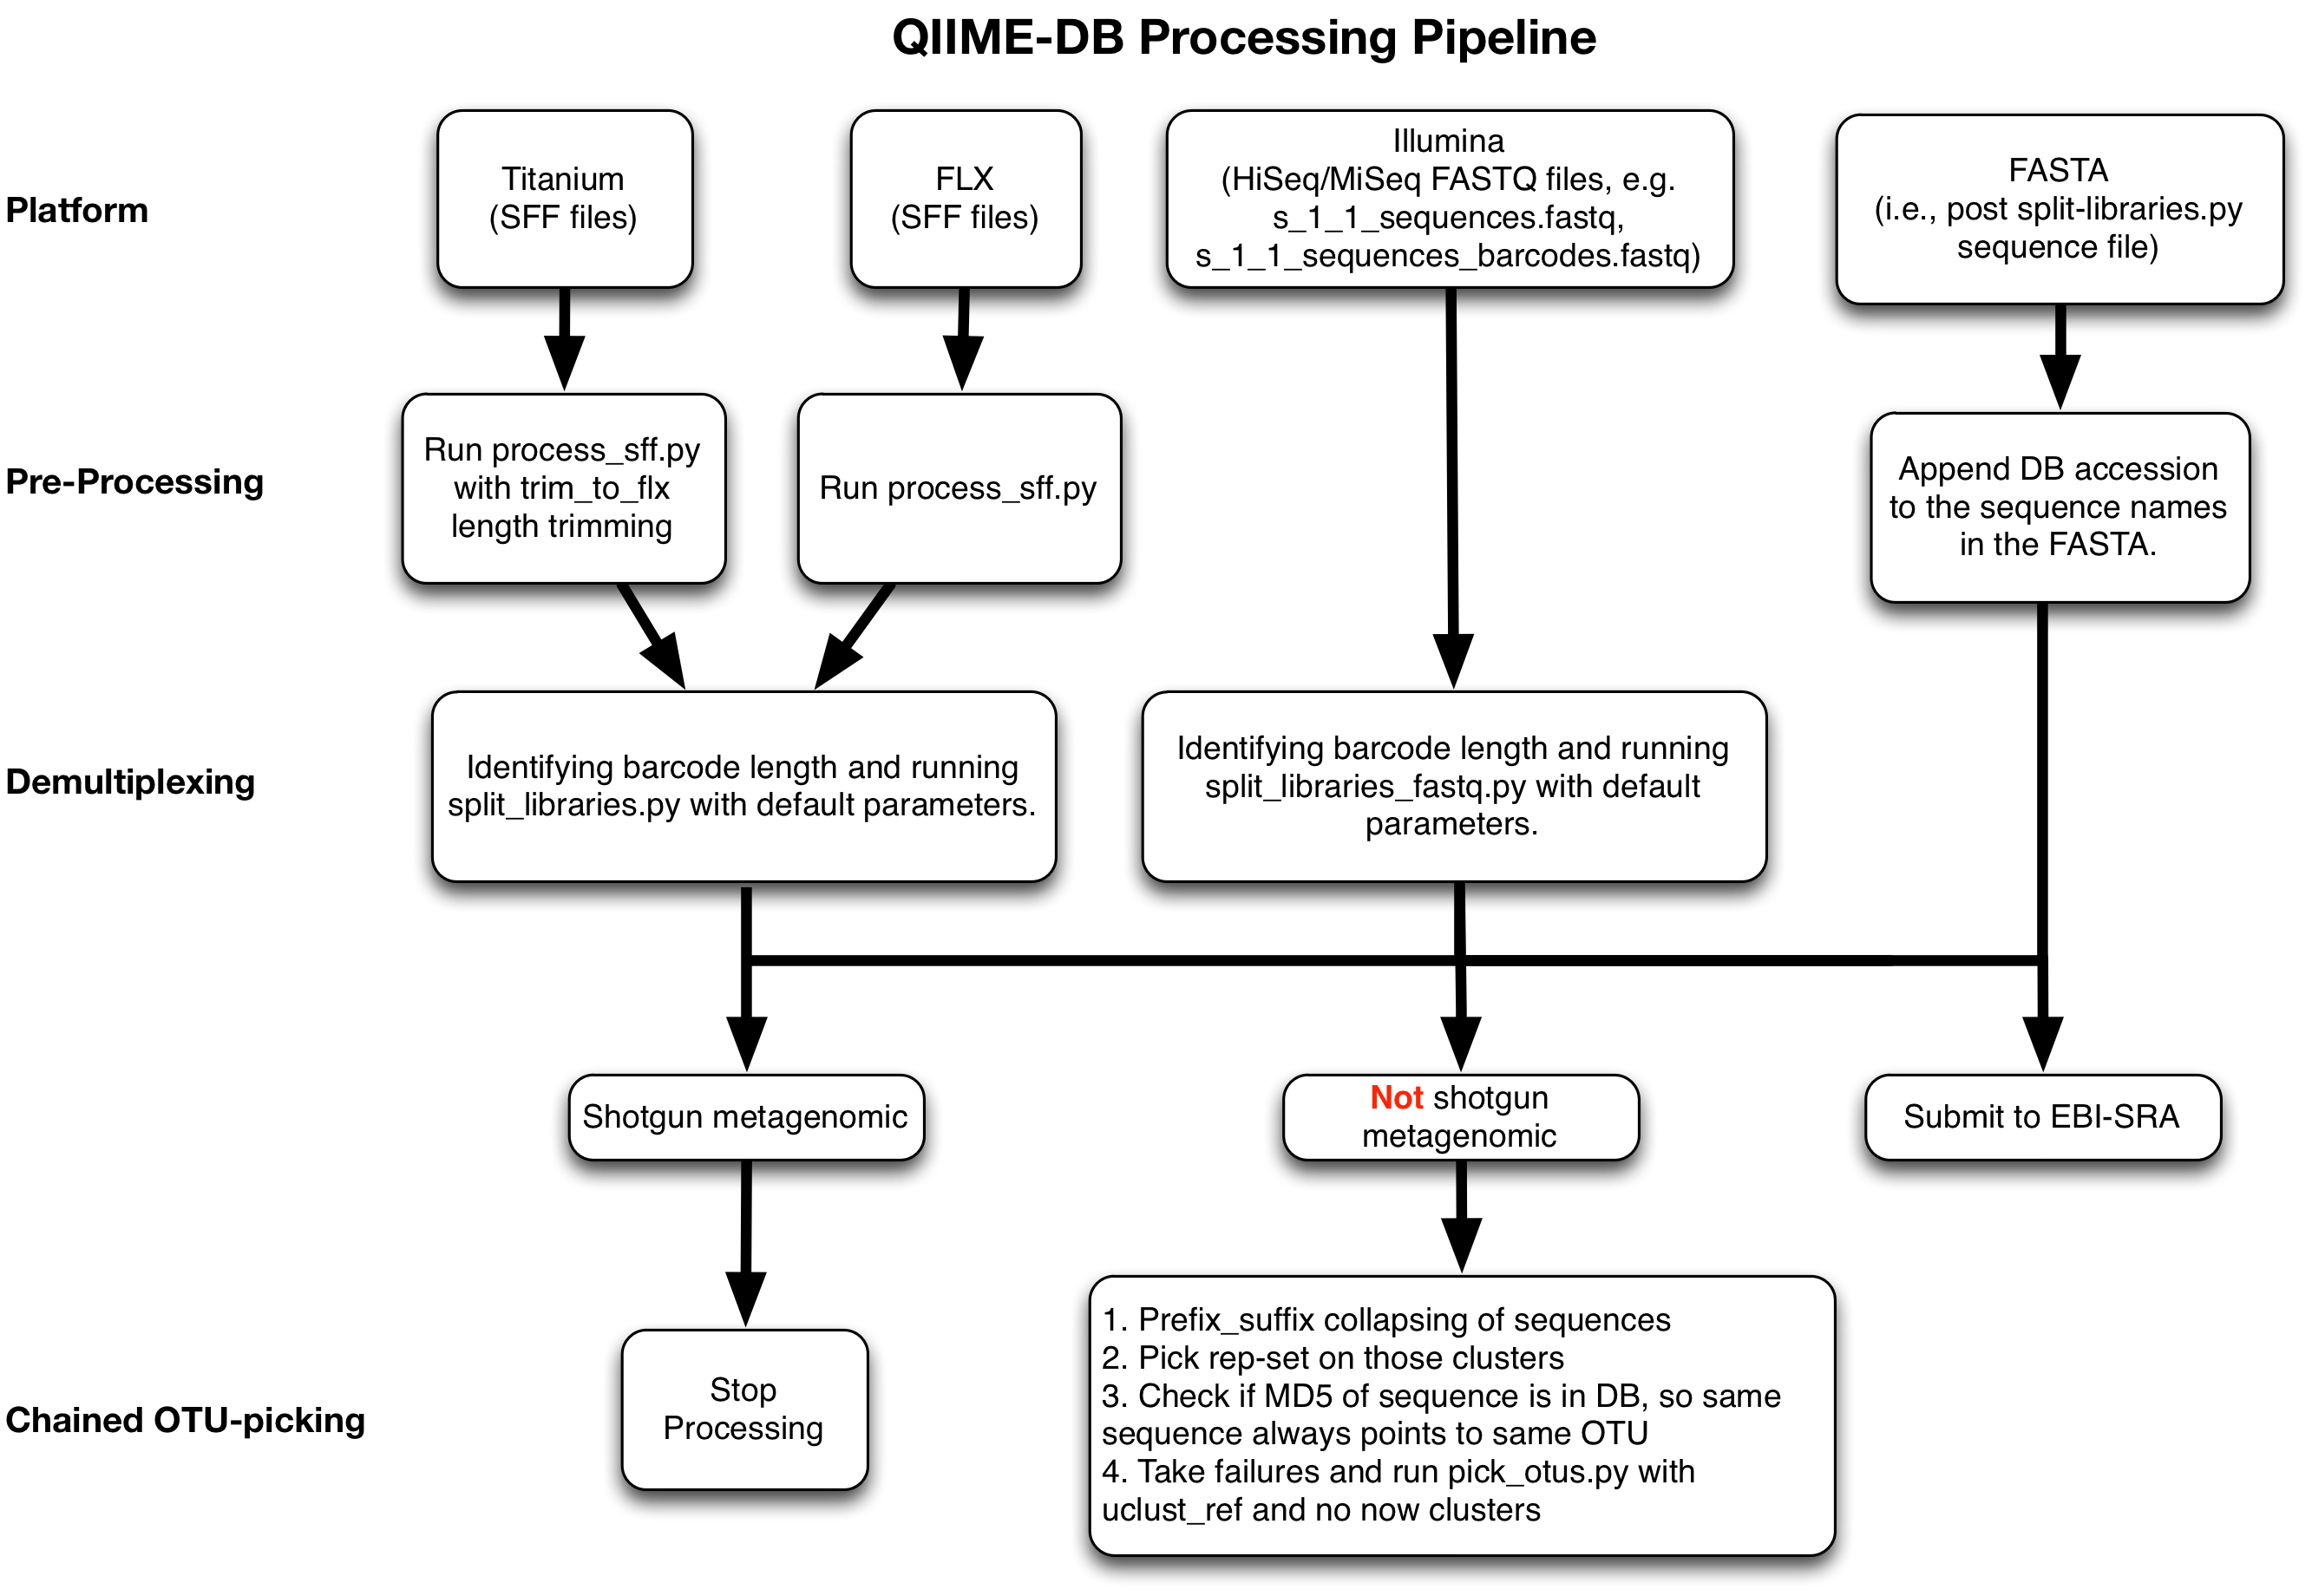 QIIME-DB Processing Pipeline
Platform
Titanium
(SFF files)
FLX
(SFF files)
Illumina
(HiSeq/MiSeq FASTQ files, e.g.
s_1_1_sequences.fastq,
s_1_1_sequences_barcodes.fastq)
FASTA
(i.e., post split-libraries.py
sequence file)
Pre-Processing
Run process_sff.py
with trim_to_flx
length trimming
Run process_sff.py
Append DB accession
to the sequence names
in the FASTA.
Demultiplexing
Identifying barcode length and running
split_libraries.py with default parameters.
Identifying barcode length and running
split_libraries_fastq.py with default
parameters.
Shotgun metagenomic
Not shotgun
metagenomic
Submit to EBI-SRA
Chained OTU-picking
Stop
Processing
1. Prefix_suffix collapsing of sequences
2. Pick rep-set on those clusters
3. Check if MD5 of sequence is in DB, so same
sequence always points to same OTU
4. Take failures and run pick_otus.py with
uclust_ref and no now clusters